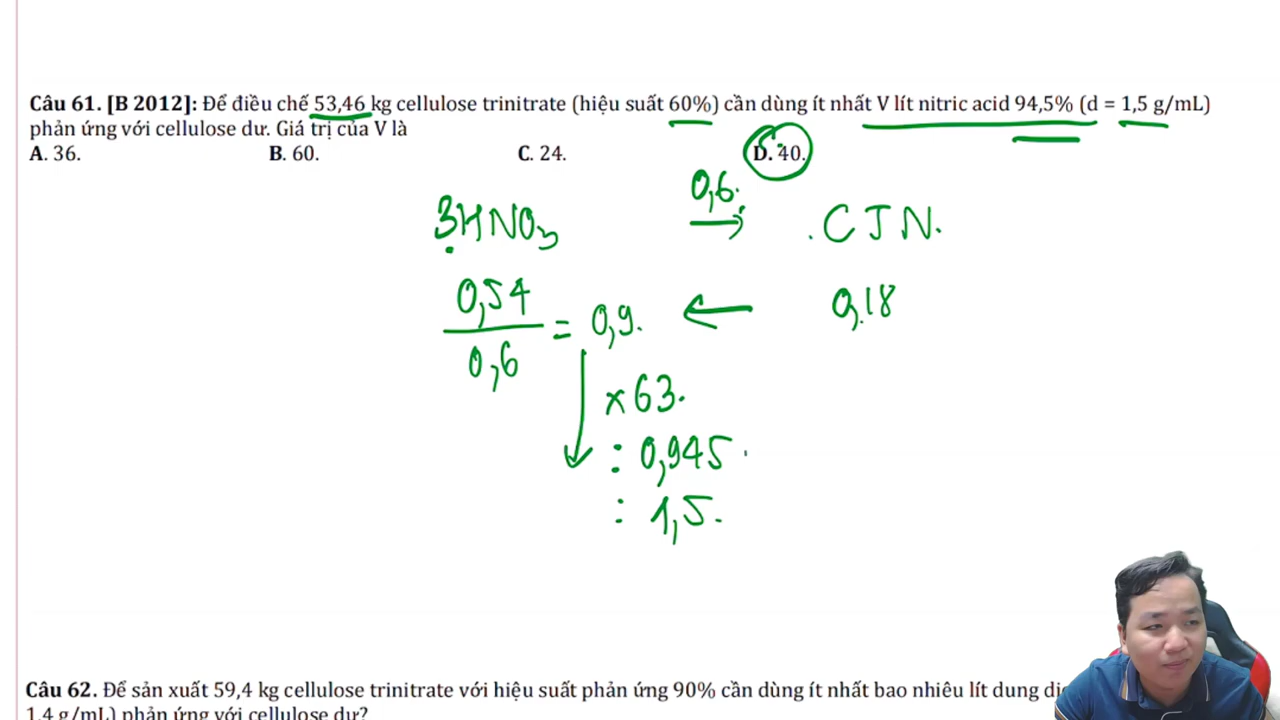 Câu 61. [B 2012]: Để điều chế 53,46 kg cellulose trinitrate (hiệu suất 60%) cần dùng ít nhất V lít nitric acid 94,5% (d = 1,5 g/mL)
phản ứng với cellulose dư. Giá trị của V là
A. 36. B. 60. C. 24. D. 40.
0,6.
3HNO3 → . CTN.
0,54 / 0,6 = 0,9. ← 0,18
x 63.
: 0,945
: 1,5.
Câu 62. Để sản xuất 59,4 kg cellulose trinitrate với hiệu suất phản ứng 90% cần dùng ít nhất bao nhiêu lít dung
1,4 g/mL) phản ứng với cellulose dư?